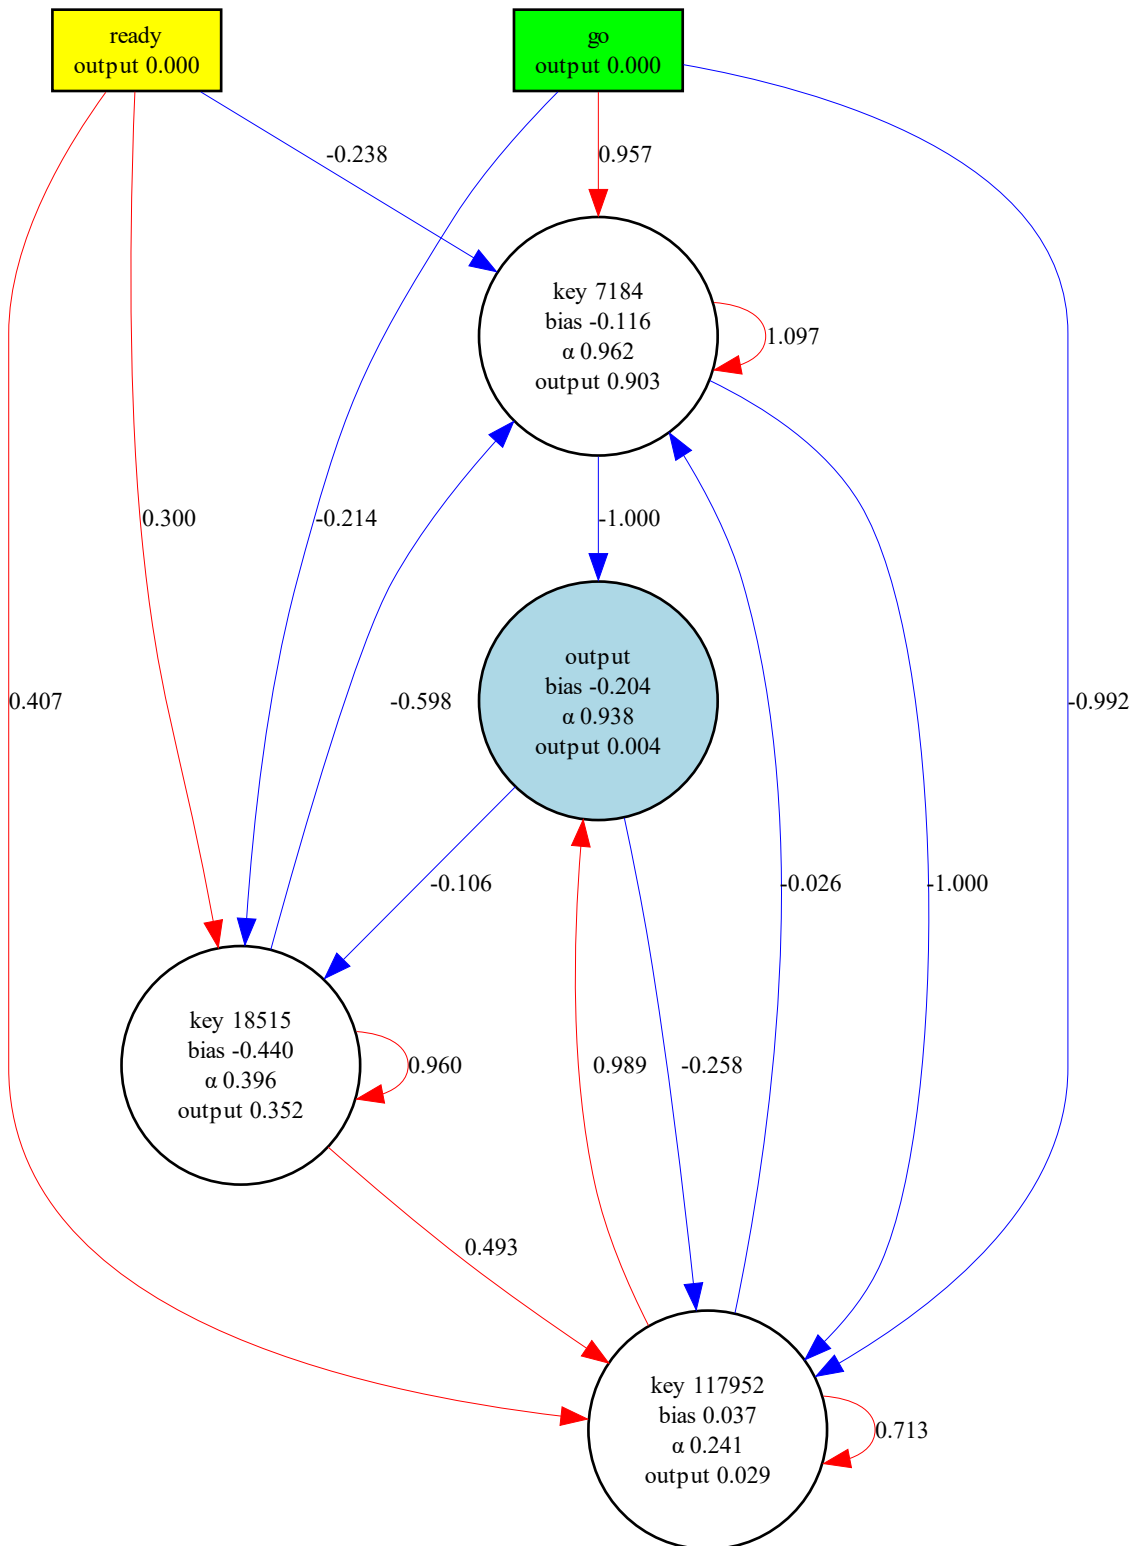 ready
output 0.000
go
output 0.000
-0.238
0.957
key 7184
bias -0.116
α 0.962
output 0.903
1.097
0.300
-0.214
-1.000
output
bias -0.204
α 0.938
output 0.004
0.407
-0.598
-0.992
-0.106
-0.026
-1.000
key 18515
bias -0.440
α 0.396
output 0.352
0.960
0.989
-0.258
0.493
key 117952
bias 0.037
α 0.241
output 0.029
0.713